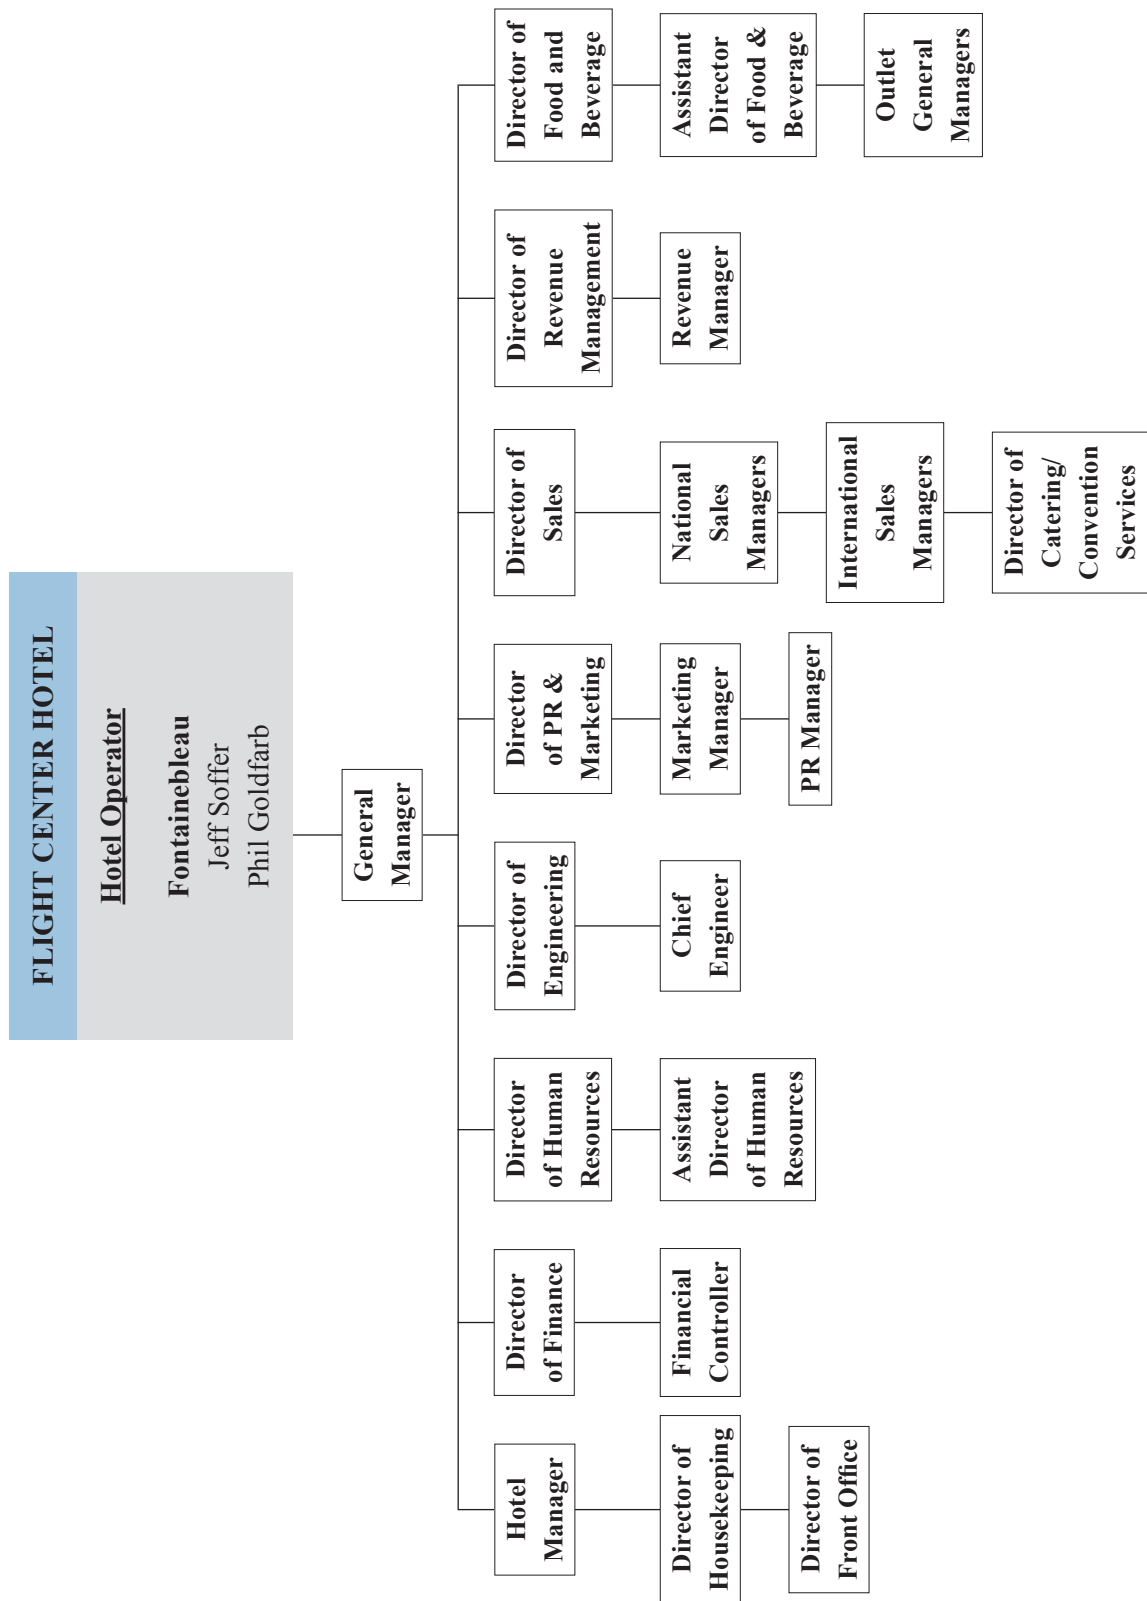 FLIGHT CENTER HOTEL
Hotel Operator
Fontainebleau
Jeff Soffer
Phil Goldfarb
General
Manager
Hotel
Manager
Director of
Housekeeping
Director of
Front Office
Director
of Finance
Financial
Controller
Director
of Human
Resources
Assistant
Director
of Human
Resources
Director of
Engineering
Chief
Engineer
Director
of PR &
Marketing
Marketing
Manager
PR Manager
Director of
Sales
National
Sales
Managers
International
Sales
Managers
Director of
Catering/
Convention
Services
Director of
Revenue
Management
Revenue
Manager
Director of
Food and
Beverage
Assistant
Director
of Food &
Beverage
Outlet
General
Managers